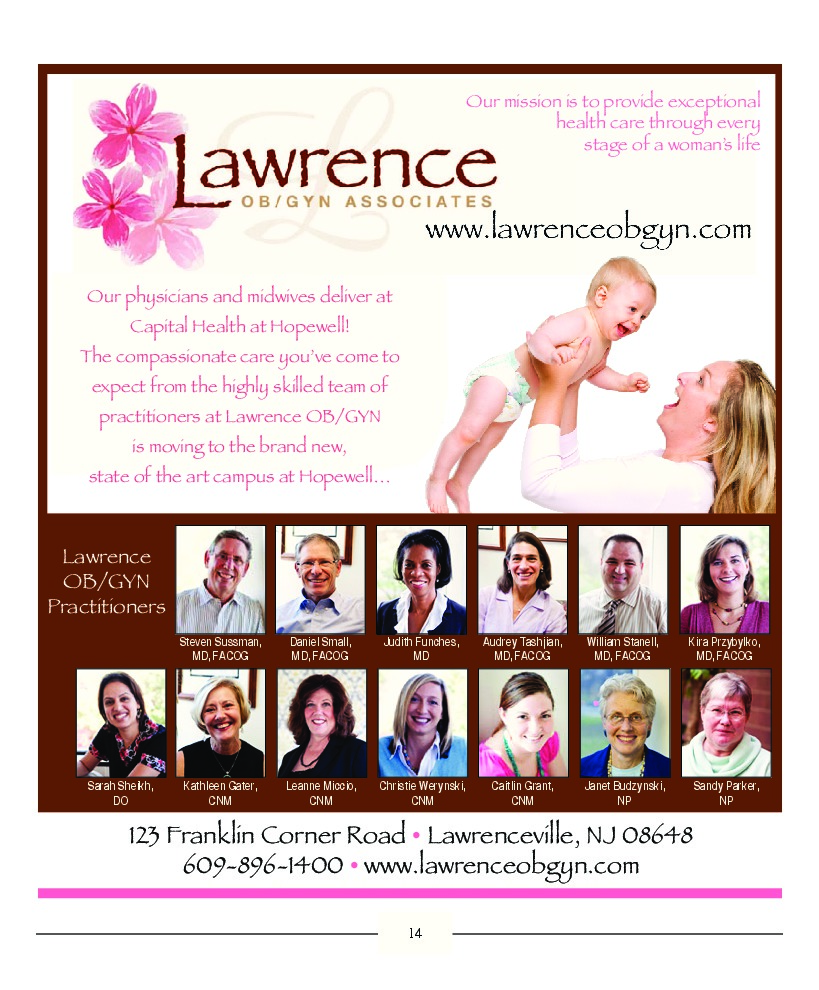 Our mission is to provide exceptional
health care through every
stage of a woman's life
Lawrence
OB/GYN ASSOCIATES
www.lawrenceobgyn.com
Our physicians and midwives deliver at
Capital Health at Hopewell!
The compassionate care you've come to
expect from the highly skilled team of
practitioners at Lawrence OB/GYN
is moving to the brand new,
state of the art campus at Hopewell...
Lawrence
OB/GYN
Practitioners
Steven Sussman,
MD, FACOG
Daniel Small,
MD, FACOG
Judith Funches,
MD
Audrey Tashjian,
MD, FACOG
William Stanell,
MD, FACOG
Kira Przybylko,
MD, FACOG
Sarah Sheikh,
DO
Kathleen Gater,
CNM
Leanne Miccio,
CNM
Christie Werynski,
CNM
Caitlin Grant,
CNM
Janet Budzynski,
NP
Sandy Parker,
NP
123 Franklin Corner Road • Lawrenceville, NJ 08648
609-896-1400 • www.lawrenceobgyn.com
14